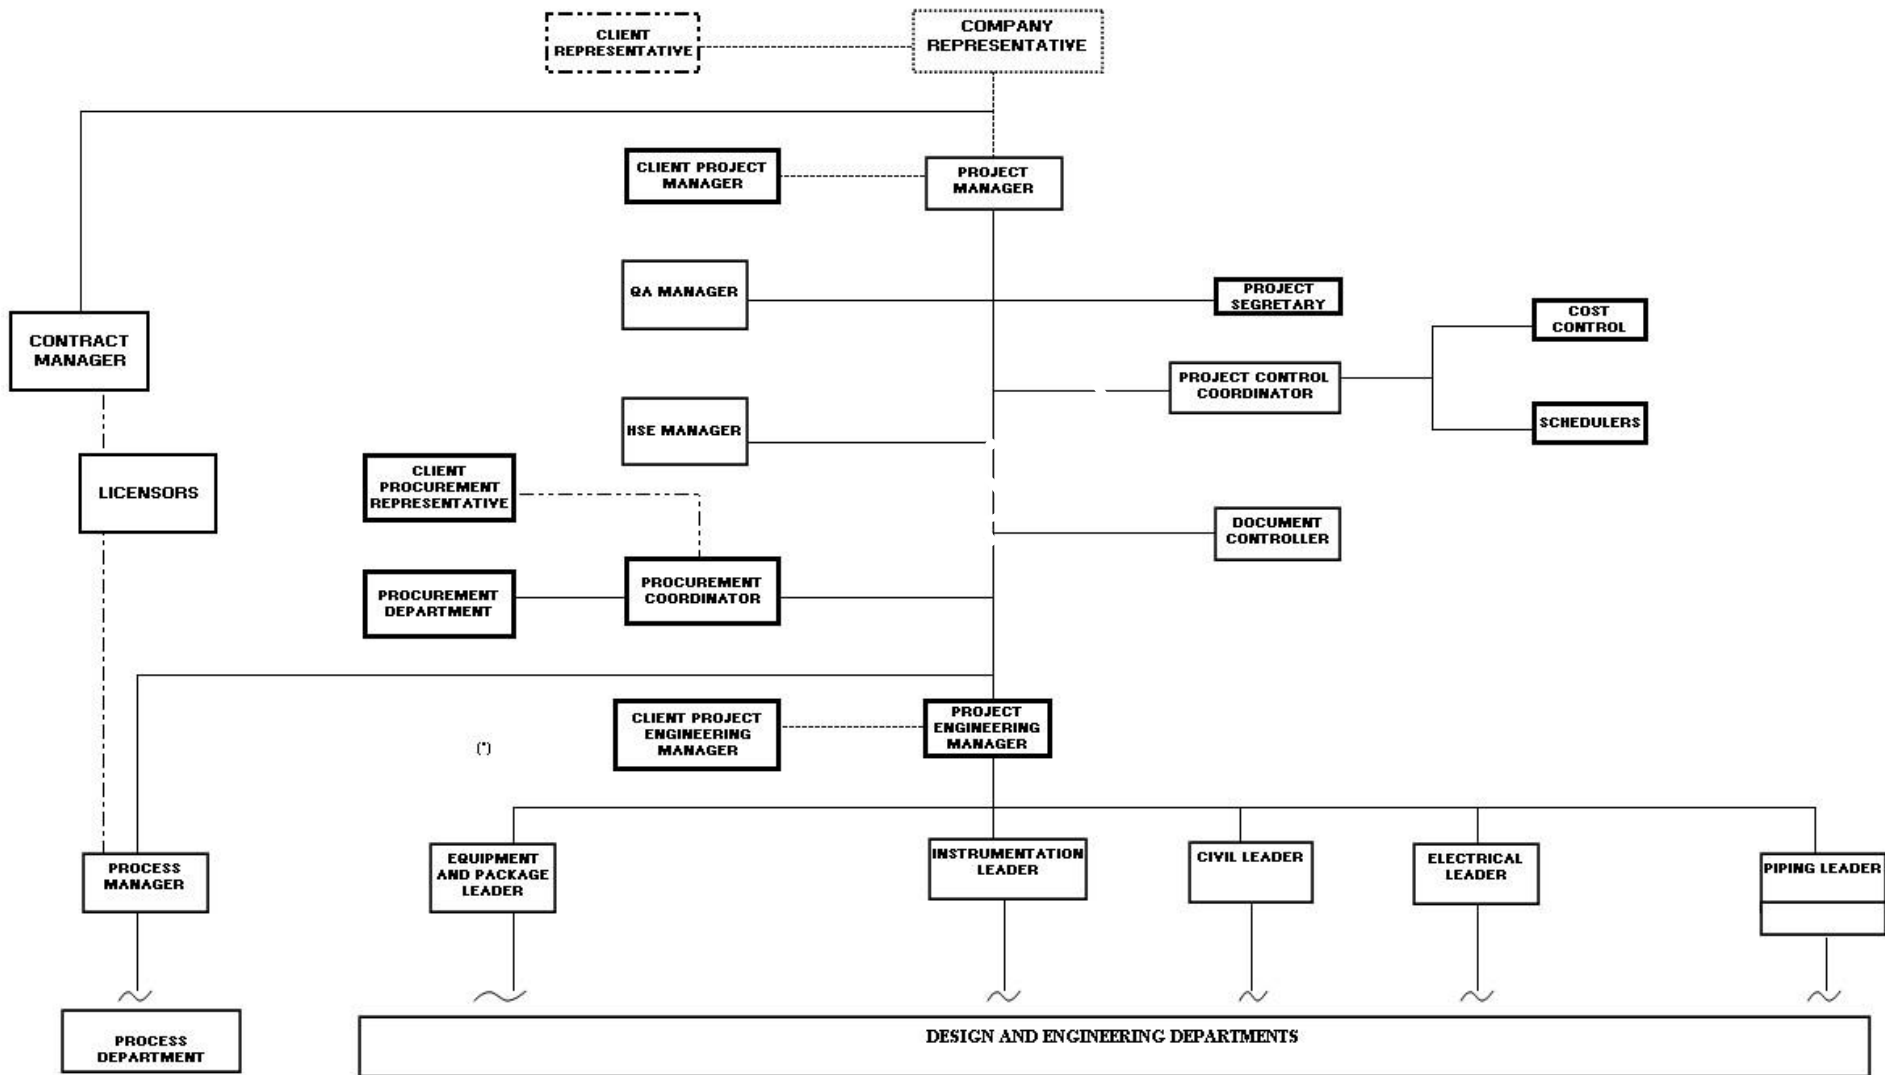 CLIENT
REPRESENTATIVE
COMPANY
REPRESENTATIVE
CLIENT PROJECT
MANAGER
PROJECT
MANAGER
QA MANAGER
PROJECT
SEGRETARY
COST
CONTROL
CONTRACT
MANAGER
PROJECT CONTROL
COORDINATOR
HSE MANAGER
SCHEDULERS
CLIENT
PROCUREMENT
REPRESENTATIVE
LICENSORS
DOCUMENT
CONTROLLER
PROCUREMENT
DEPARTMENT
PROCUREMENT
COORDINATOR
CLIENT PROJECT
ENGINEERING
MANAGER
PROJECT
ENGINEERING
MANAGER
(*)
PROCESS
MANAGER
EQUIPMENT
AND PACKAGE
LEADER
INSTRUMENTATION
LEADER
CIVIL LEADER
ELECTRICAL
LEADER
PIPING LEADER
PROCESS
DEPARTMENT
DESIGN AND ENGINEERING DEPARTMENTS